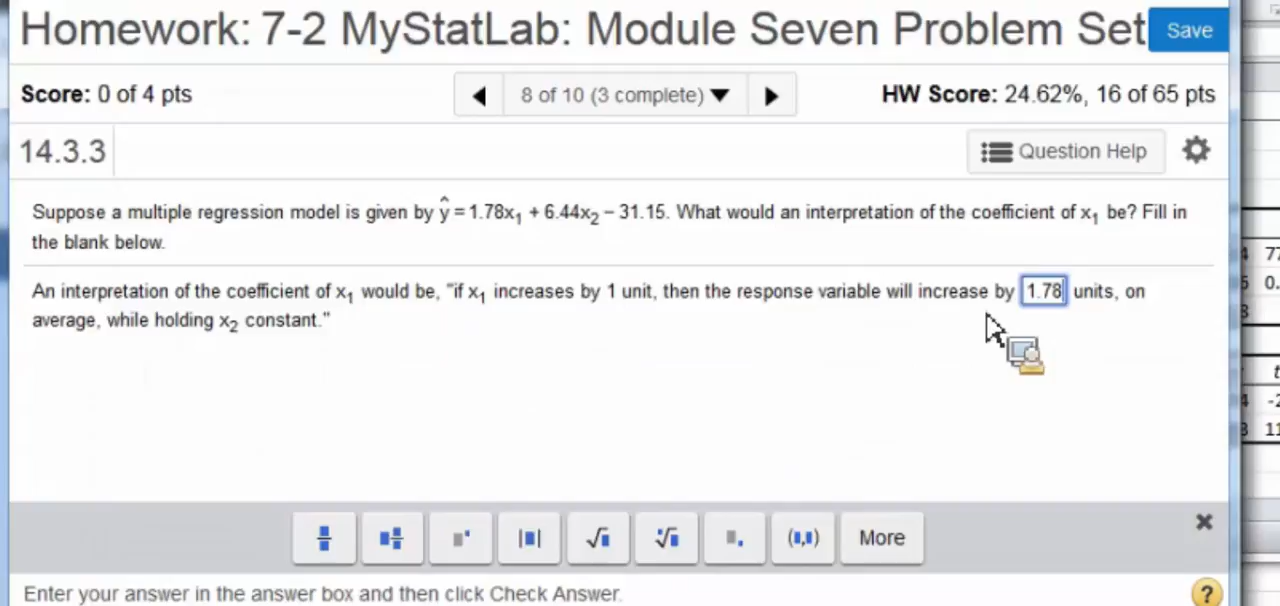 Homework: 7-2 MyStatLab: Module Seven Problem Set
Save
Score: 0 of 4 pts
8 of 10 (3 complete)
HW Score: 24.62%, 16 of 65 pts
14.3.3
Question Help
Suppose a multiple regression model is given by ŷ = 1.78x₁ + 6.44x₂ − 31.15. What would an interpretation of the coefficient of x₁ be? Fill in
the blank below.
An interpretation of the coefficient of x₁ would be, "if x₁ increases by 1 unit, then the response variable will increase by 1.78 units, on
average, while holding x₂ constant."
More
Enter your answer in the answer box and then click Check Answer.
?